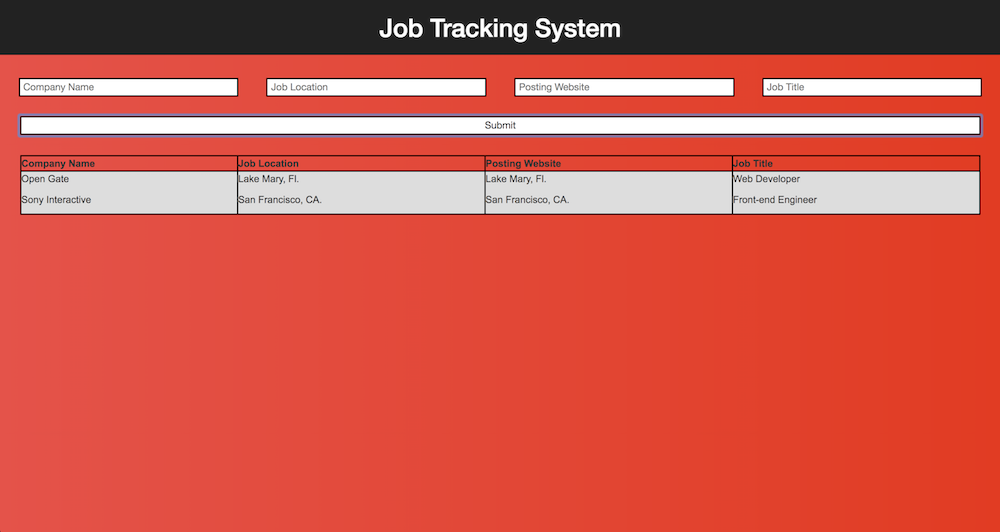 Job Tracking System
Company Name Job Location Posting Website Job Title
Submit
Company Name Job Location Posting Website Job Title
Open Gate Lake Mary, Fl. Lake Mary, Fl. Web Developer
Sony Interactive San Francisco, CA. San Francisco, CA. Front-end Engineer